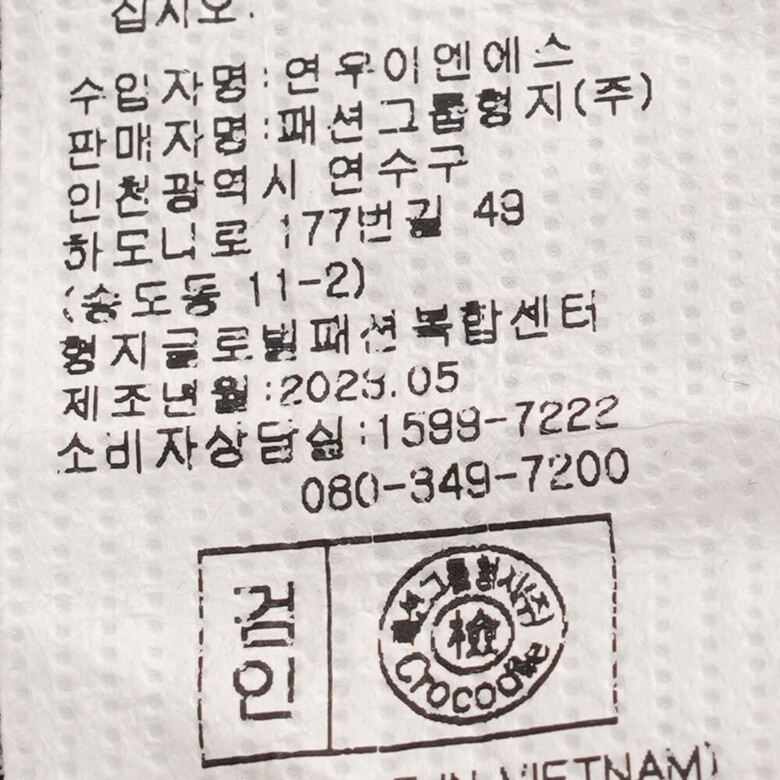 십시오.
수입자명:연우이엔에스
판매자명:패션그룹형지(주)
인천광역시 연수구
하모니로 177번길 49
(송도동 11-2)
형지글로벌패션복합센터
제조년월:2023.05
소비자상담실:1599-7222
080-349-7200
검인
패션그룹형지(주)
檢
Crocodile
IN VIETNAM)